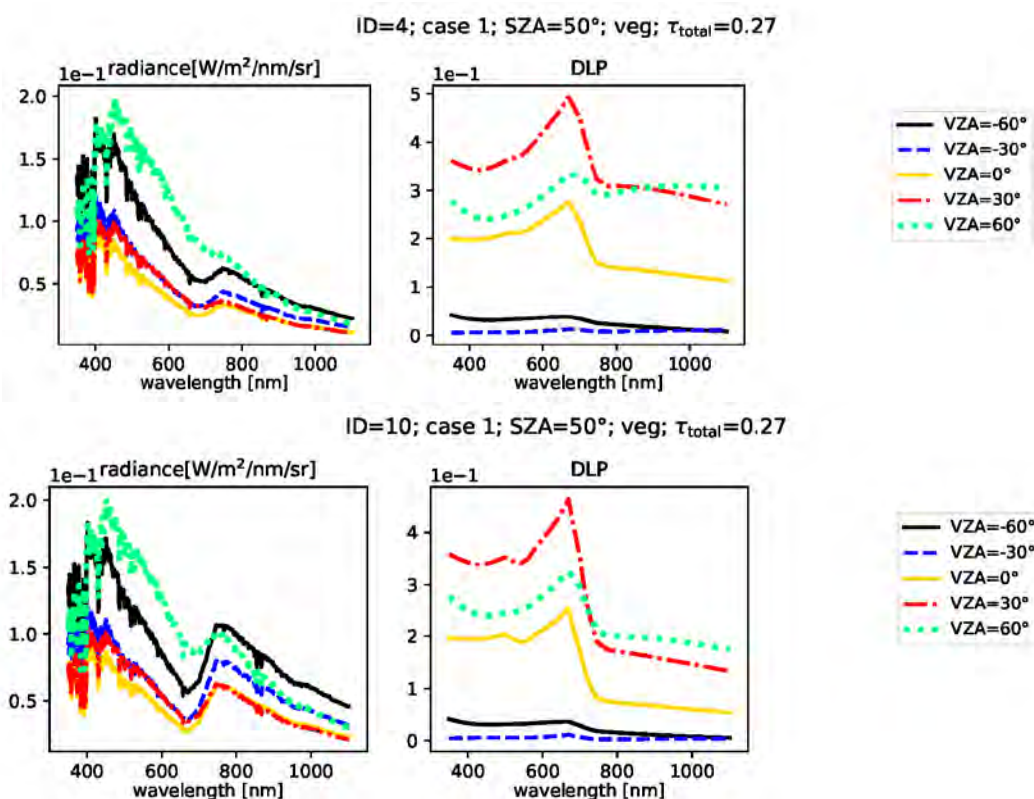 ID=4; case 1; SZA=50°; veg; τtotal=0.27
1e−1 radiance[W/m²/nm/sr]
2.0
1.5
1.0
0.5
400 600 800 1000
wavelength [nm]
1e−1 DLP
5
4
3
2
1
0
400 600 800 1000
wavelength [nm]
VZA=-60°
VZA=-30°
VZA=0°
VZA=30°
VZA=60°
ID=10; case 1; SZA=50°; veg; τtotal=0.27
1e−1 radiance[W/m²/nm/sr]
2.0
1.5
1.0
0.5
400 600 800 1000
wavelength [nm]
1e−1 DLP
4
3
2
1
0
400 600 800 1000
wavelength [nm]
VZA=-60°
VZA=-30°
VZA=0°
VZA=30°
VZA=60°